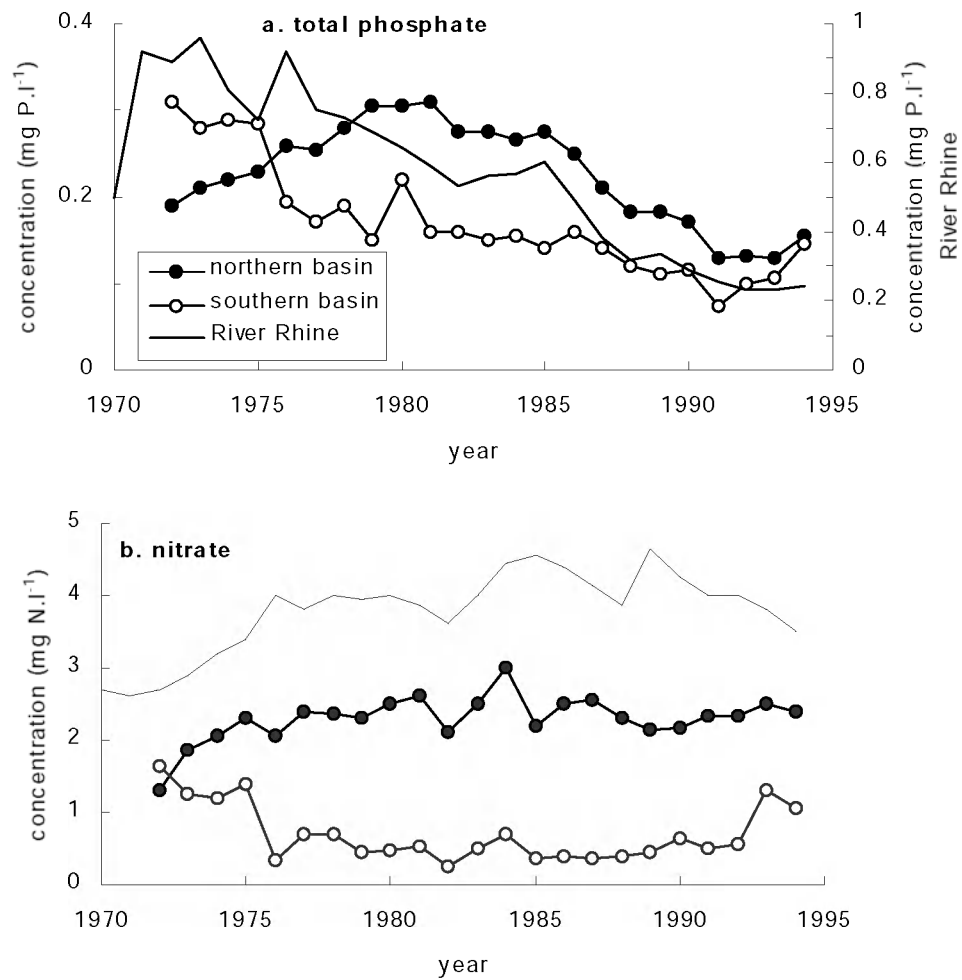 a. total phosphate
0.4
0.2
0
concentration (mg P.l⁻¹)
1
0.8
0.6
0.4
0.2
0
concentration (mg P.l⁻¹)
River Rhine
northern basin
southern basin
River Rhine
1970 1975 1980 1985 1990 1995
year
b. nitrate
5
4
3
2
1
0
concentration (mg N.l⁻¹)
1970 1975 1980 1985 1990 1995
year